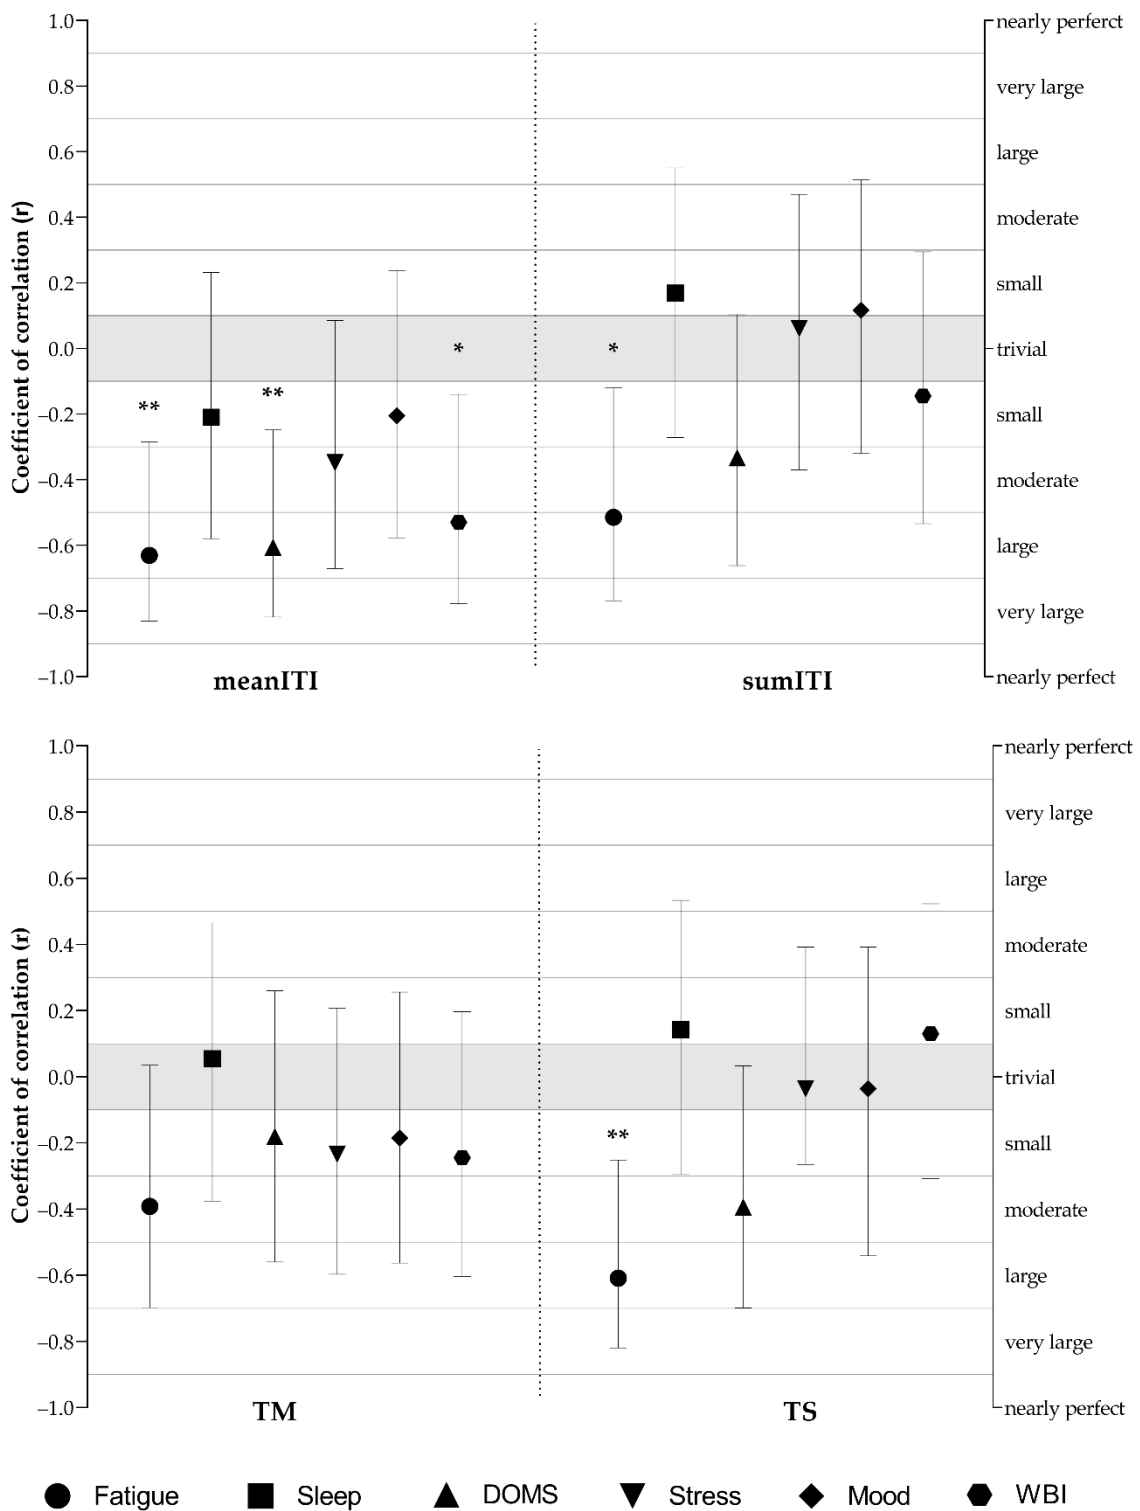 Coefficient of correlation (r)
1.0
0.8
0.6
0.4
0.2
0.0
−0.2
−0.4
−0.6
−0.8
−1.0
nearly perferct
very large
large
moderate
small
trivial
small
moderate
large
very large
nearly perfect
**
**
*
*
meanITI
sumITI
Coefficient of correlation (r)
1.0
0.8
0.6
0.4
0.2
0.0
−0.2
−0.4
−0.6
−0.8
−1.0
nearly perferct
very large
large
moderate
small
trivial
small
moderate
large
very large
nearly perfect
**
TM
TS
Fatigue Sleep DOMS Stress Mood WBI